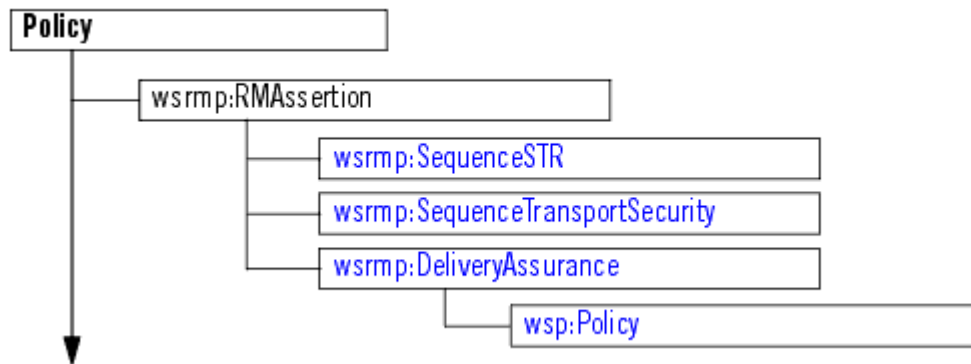 Policy
wsrmp:RMAssertion
wsrmp:SequenceSTR
wsrmp:SequenceTransportSecurity
wsrmp:DeliveryAssurance
wsp:Policy